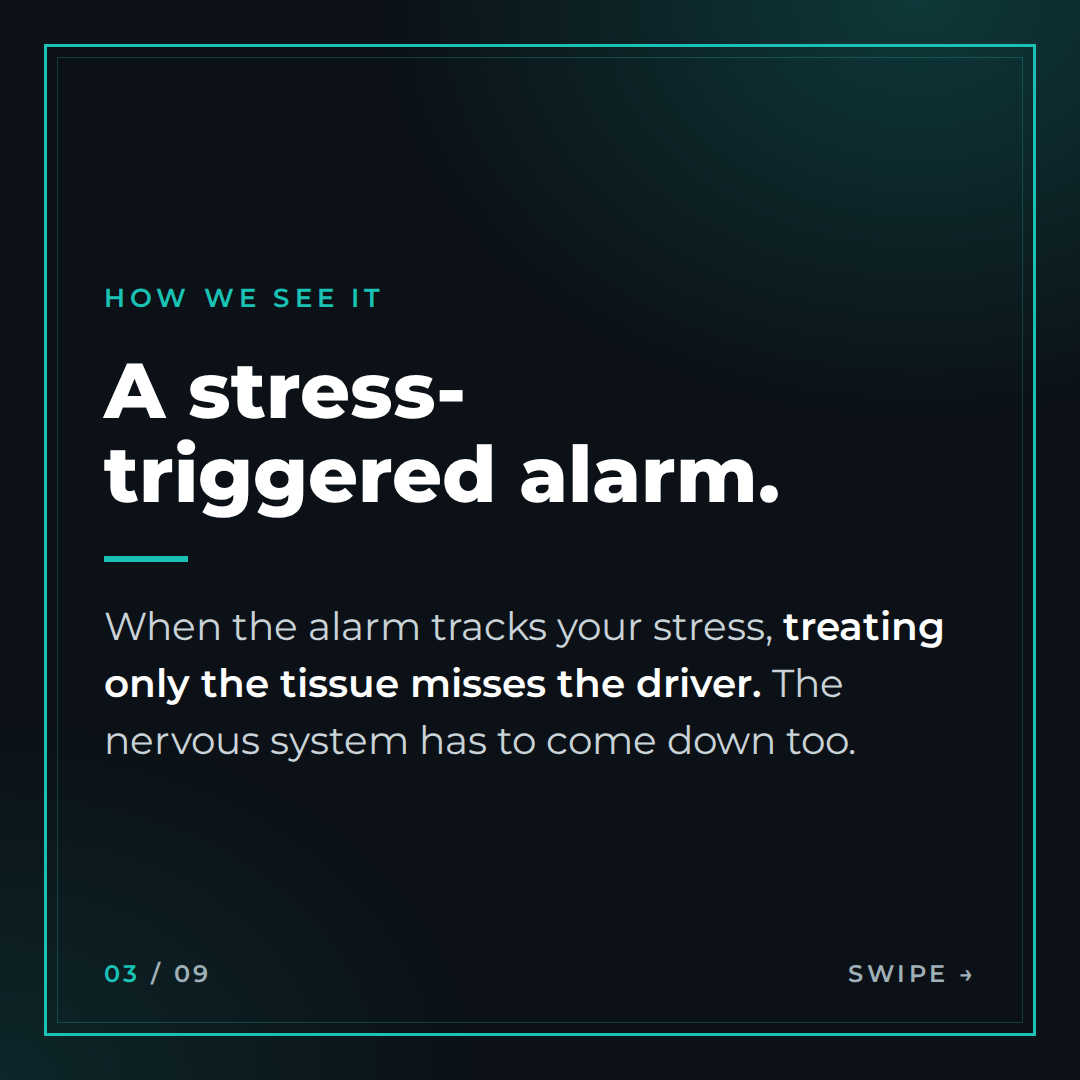 HOW WE SEE IT
A stress-
triggered alarm.
When the alarm tracks your stress, treating
only the tissue misses the driver. The
nervous system has to come down too.
03 / 09
SWIPE →